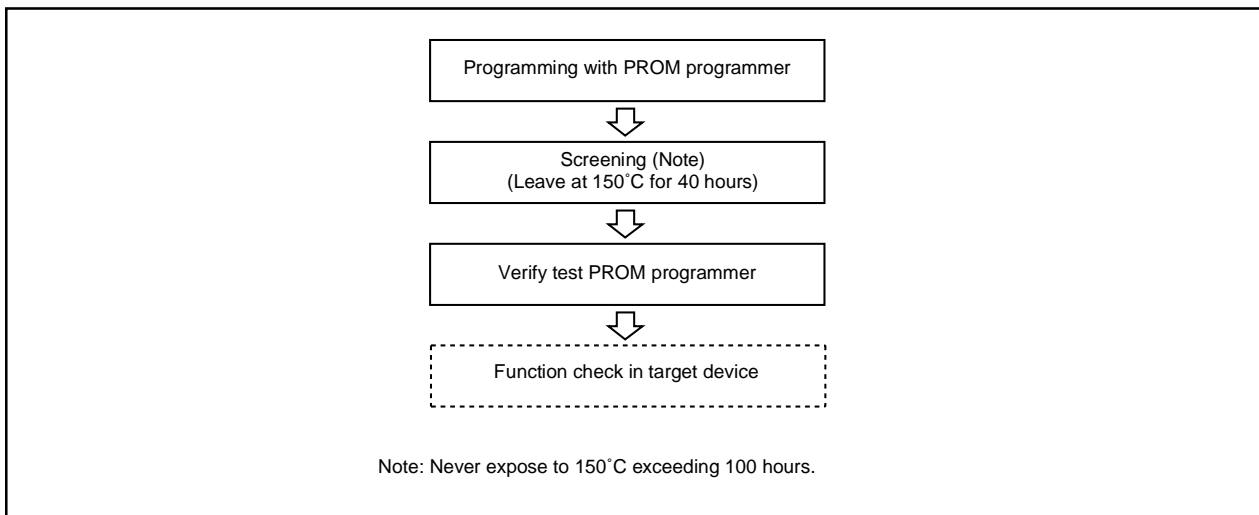 Programming with PROM programmer
Screening (Note)
(Leave at 150˚C for 40 hours)
Verify test PROM programmer
Function check in target device
Note: Never expose to 150˚C exceeding 100 hours.